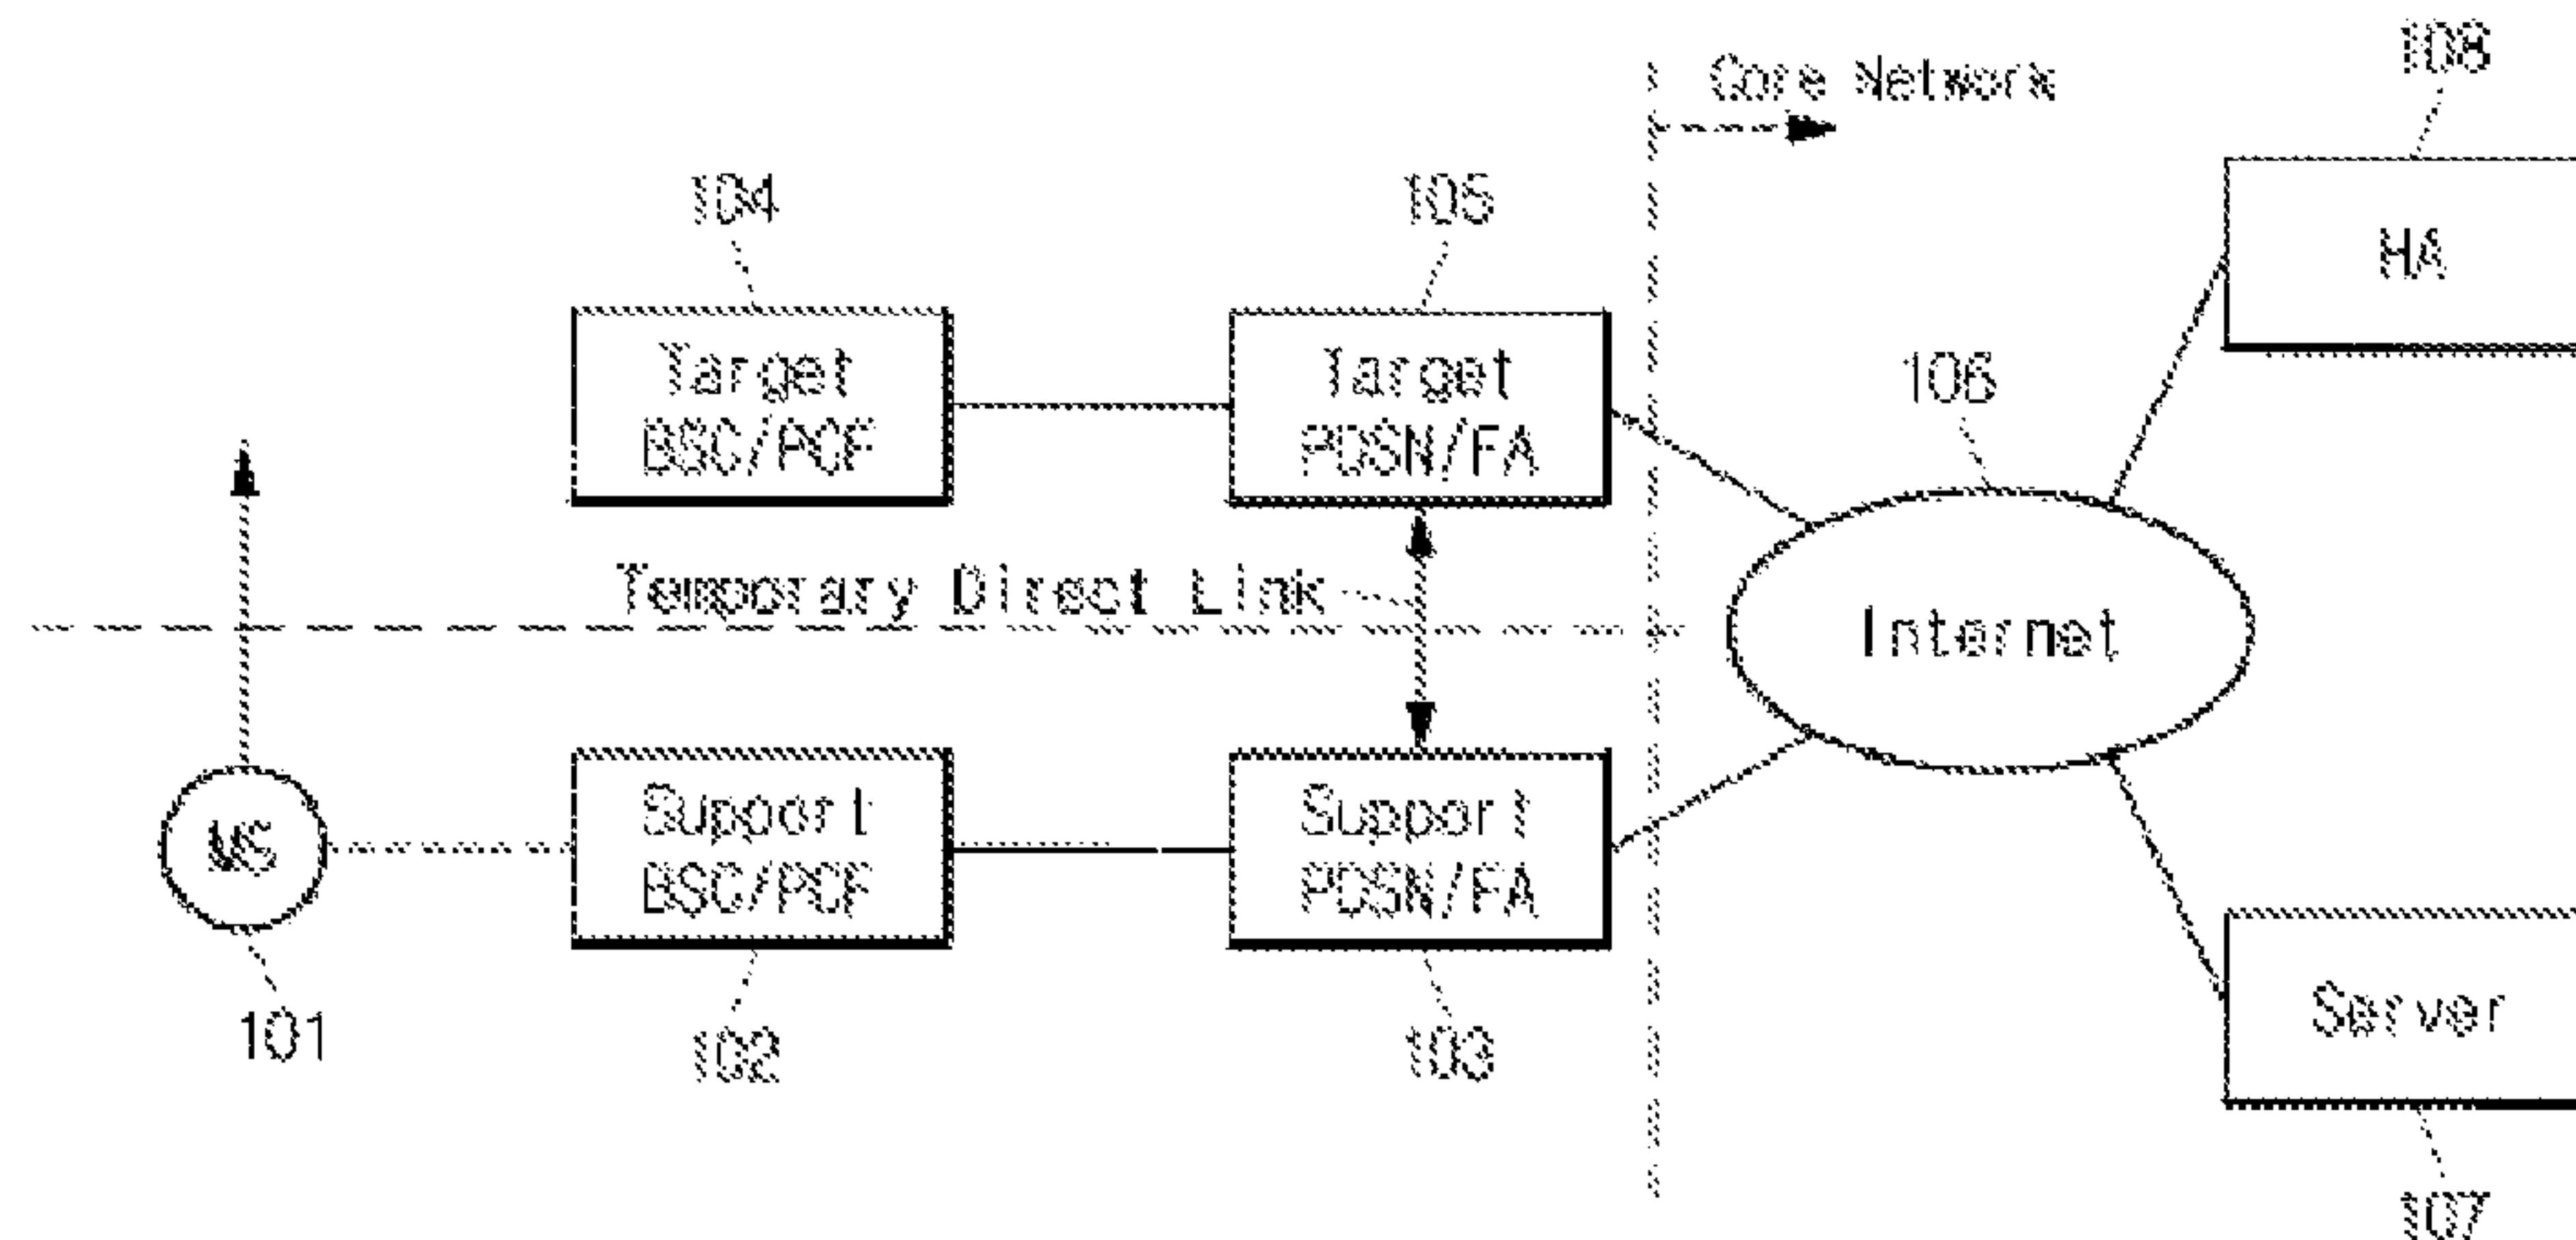 108
Core Network
104
105
HA
Target
BSC/PCF
Target
PDSN/FA
106
Temporary Direct Link
Internet
MS
Support
BSC/PCF
Support
PDSN/FA
Server
101
102
103
107